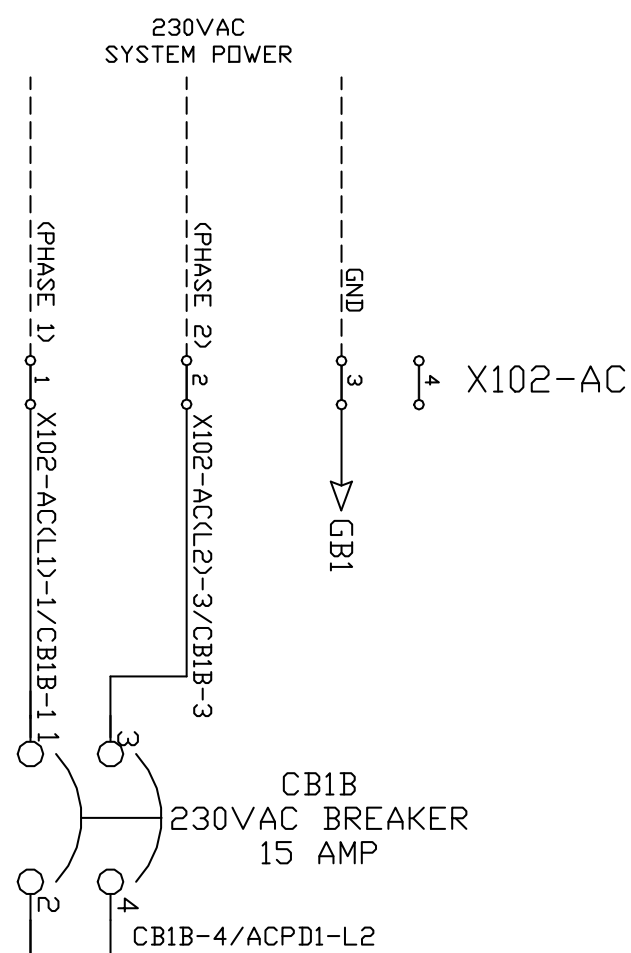 230VAC
SYSTEM POWER
(PHASE 1)
(PHASE 2)
GND
1
2
3
4
X102-AC
X102-AC(L1)-1/CB1B-1
X102-AC(L2)-3/CB1B-3
GB1
1
3
CB1B
230VAC BREAKER
15 AMP
2
4
CB1B-4/ACPD1-L2